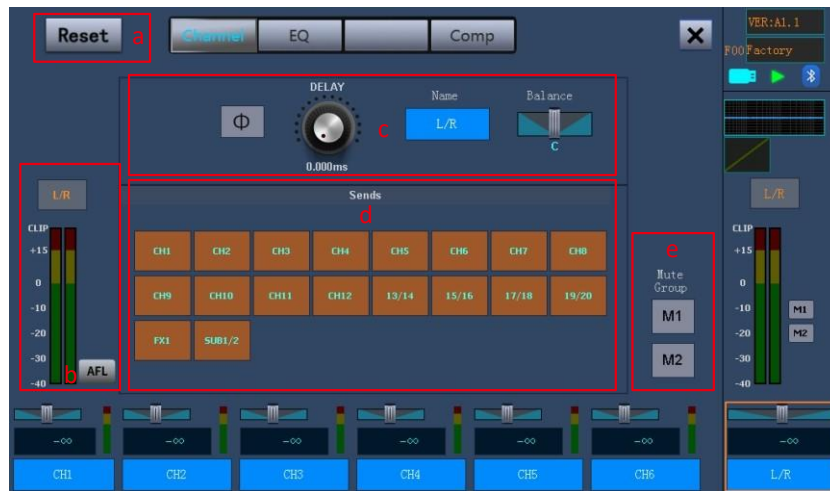 Reset a Channel EQ Comp X VER:A1.1
F00Factory
DELAY Name Balance
Φ c L/R C
0.000ms
L/R Sends L/R
d
CLIP CLIP
+15 CH1 CH2 CH3 CH4 CH5 CH6 CH7 CH8 e +15
0 Mute 0
CH9 CH10 CH11 CH12 13/14 15/16 17/18 19/20 Group
-10 M1 -10 M1
-20 FX1 SUB1/2 -20 M2
-30 M2 -30
b AFL
-40 -40
-∞ -∞ -∞ -∞ -∞ -∞ -∞
CH1 CH2 CH3 CH4 CH5 CH6 L/R